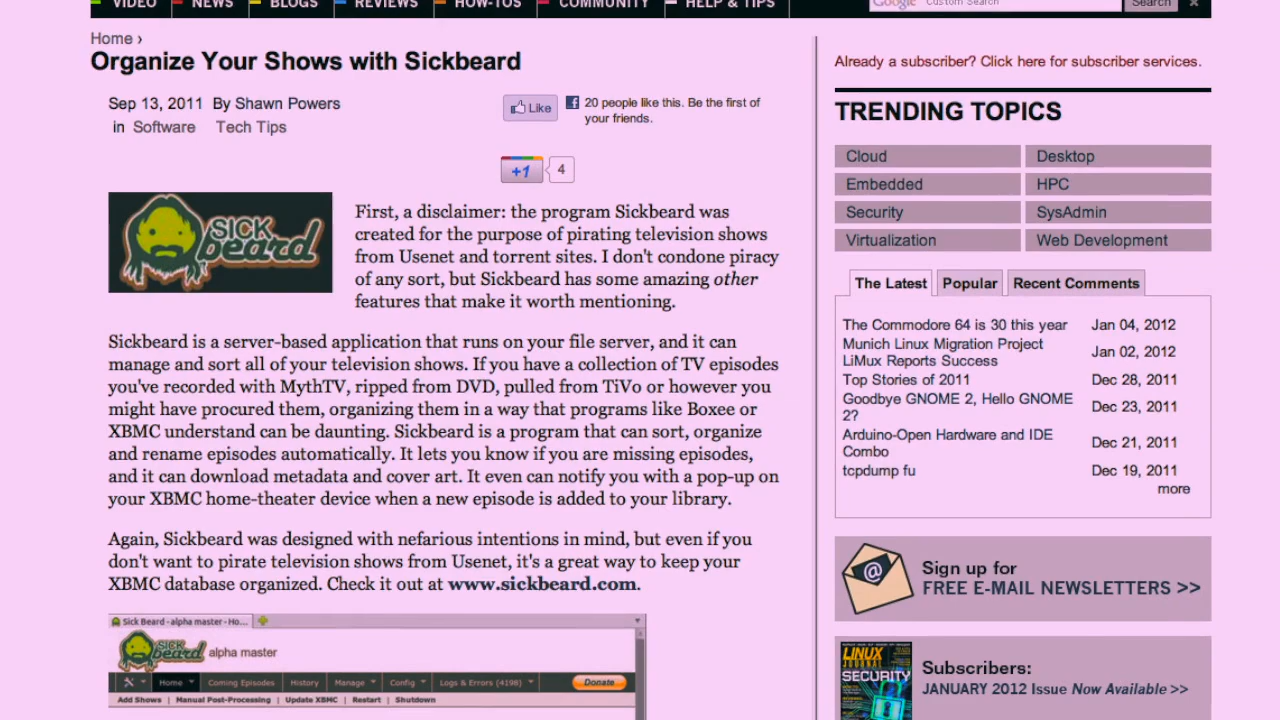 VIDEO NEWS BLOGS REVIEWS HOW-TOS COMMUNITY HELP & TIPS Google Custom Search Search ×
Home ›
Organize Your Shows with Sickbeard
Sep 13, 2011 By Shawn Powers
in Software Tech Tips
Like
20 people like this. Be the first of
your friends.
+1 4
SICK
beard
First, a disclaimer: the program Sickbeard was
created for the purpose of pirating television shows
from Usenet and torrent sites. I don't condone piracy
of any sort, but Sickbeard has some amazing other
features that make it worth mentioning.
Sickbeard is a server-based application that runs on your file server, and it can
manage and sort all of your television shows. If you have a collection of TV episodes
you've recorded with MythTV, ripped from DVD, pulled from TiVo or however you
might have procured them, organizing them in a way that programs like Boxee or
XBMC understand can be daunting. Sickbeard is a program that can sort, organize
and rename episodes automatically. It lets you know if you are missing episodes,
and it can download metadata and cover art. It even can notify you with a pop-up on
your XBMC home-theater device when a new episode is added to your library.
Again, Sickbeard was designed with nefarious intentions in mind, but even if you
don't want to pirate television shows from Usenet, it's a great way to keep your
XBMC database organized. Check it out at www.sickbeard.com.
Sick Beard - alpha master - Ho...
SICK
beard alpha master
Home Coming Episodes History Manage Config Logs & Errors (4198) Donate
Add Shows Manual Post-Processing Update XBMC Restart Shutdown
Already a subscriber? Click here for subscriber services.
TRENDING TOPICS
Cloud Desktop
Embedded HPC
Security SysAdmin
Virtualization Web Development
The Latest Popular Recent Comments
The Commodore 64 is 30 this year Jan 04, 2012
Munich Linux Migration Project
LiMux Reports Success Jan 02, 2012
Top Stories of 2011 Dec 28, 2011
Goodbye GNOME 2, Hello GNOME
2? Dec 23, 2011
Arduino-Open Hardware and IDE
Combo Dec 21, 2011
tcpdump fu Dec 19, 2011
more
@
Sign up for
FREE E-MAIL NEWSLETTERS >>
LINUX
JOURNAL
SECURITY
Subscribers:
JANUARY 2012 Issue Now Available >>